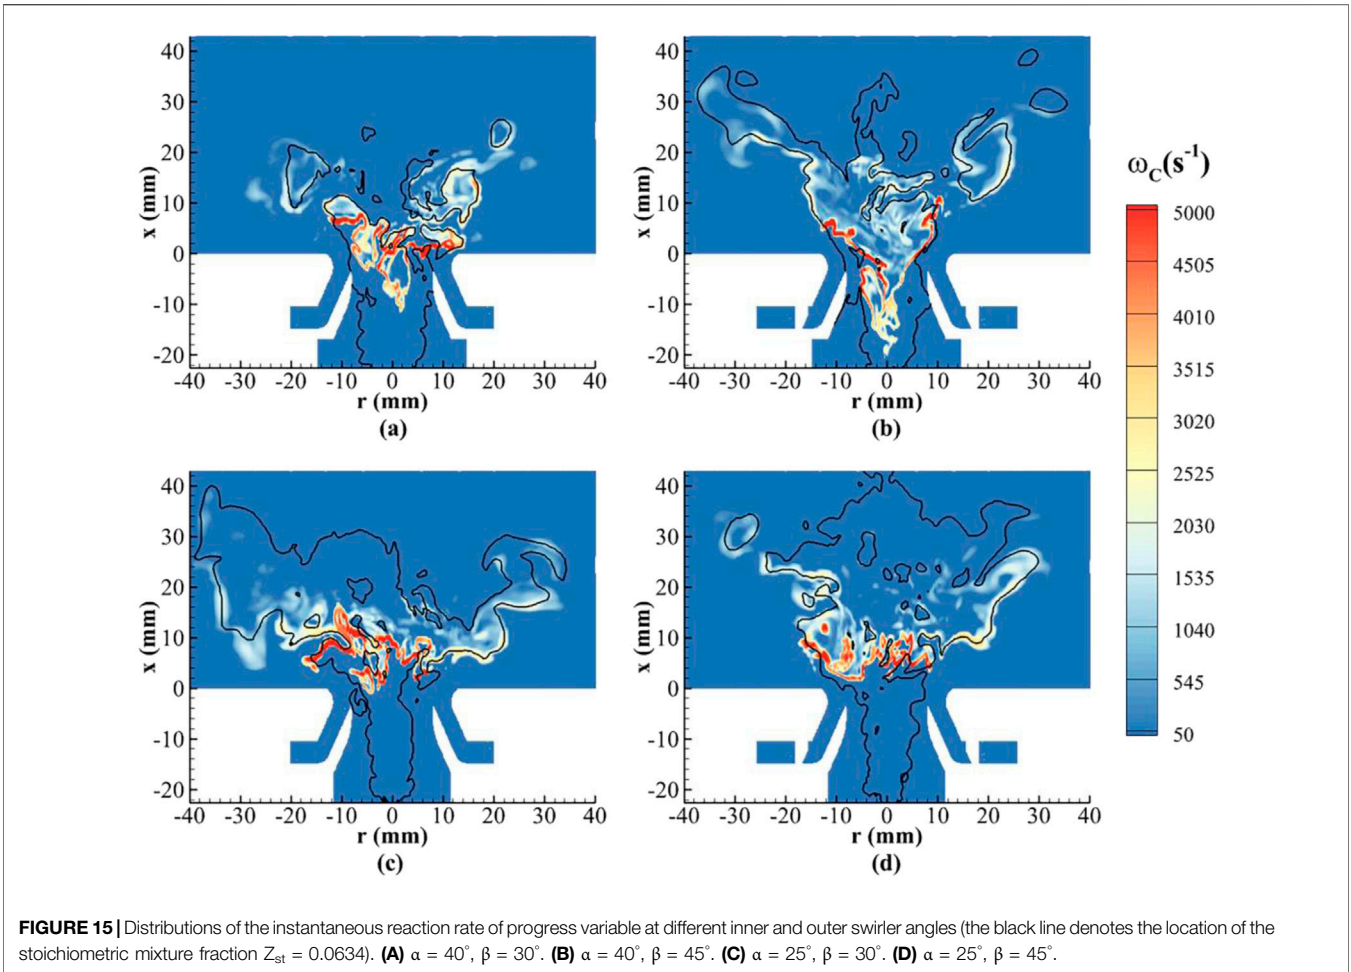 40
30
20
10
0
-10
-20
x (mm)
-40 -30 -20 -10 0 10 20 30 40
r (mm)
(a)
40
30
20
10
0
-10
-20
x (mm)
-40 -30 -20 -10 0 10 20 30 40
r (mm)
(b)
ω_C(s⁻¹)
5000
4505
4010
3515
3020
2525
2030
1535
1040
545
50
40
30
20
10
0
-10
-20
x (mm)
-40 -30 -20 -10 0 10 20 30 40
r (mm)
(c)
40
30
20
10
0
-10
-20
x (mm)
-40 -30 -20 -10 0 10 20 30 40
r (mm)
(d)
FIGURE 15 | Distributions of the instantaneous reaction rate of progress variable at different inner and outer swirler angles (the black line denotes the location of the
stoichiometric mixture fraction Z_st = 0.0634). (A) α = 40°, β = 30°. (B) α = 40°, β = 45°. (C) α = 25°, β = 30°. (D) α = 25°, β = 45°.